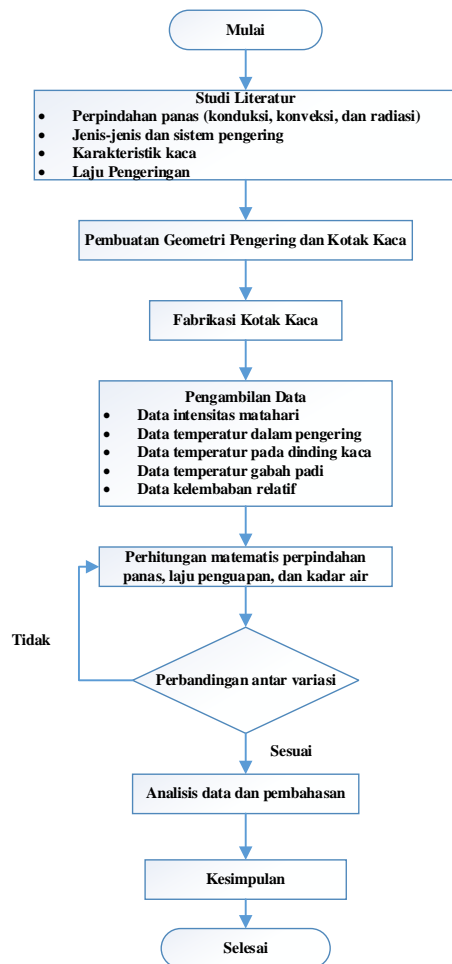 Mulai
Studi Literatur
• Perpindahan panas (konduksi, konveksi, dan radiasi)
• Jenis-jenis dan sistem pengering
• Karakteristik kaca
• Laju Pengeringan
Pembuatan Geometri Pengering dan Kotak Kaca
Fabrikasi Kotak Kaca
Pengambilan Data
• Data intensitas matahari
• Data temperatur dalam pengering
• Data temperatur pada dinding kaca
• Data temperatur gabah padi
• Data kelembaban relatif
Perhitungan matematis perpindahan
panas, laju penguapan, dan kadar air
Tidak
Perbandingan antar variasi
Sesuai
Analisis data dan pembahasan
Kesimpulan
Selesai